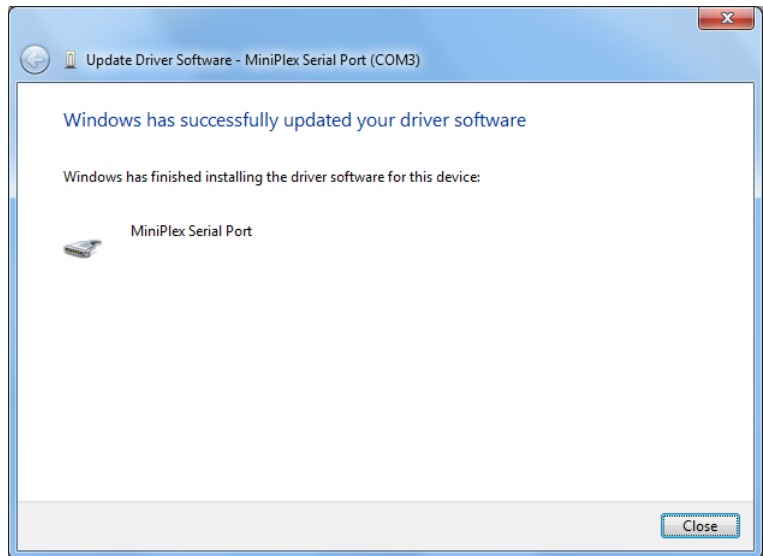 Update Driver Software - MiniPlex Serial Port (COM3)
Windows has successfully updated your driver software
Windows has finished installing the driver software for this device:
MiniPlex Serial Port
Close